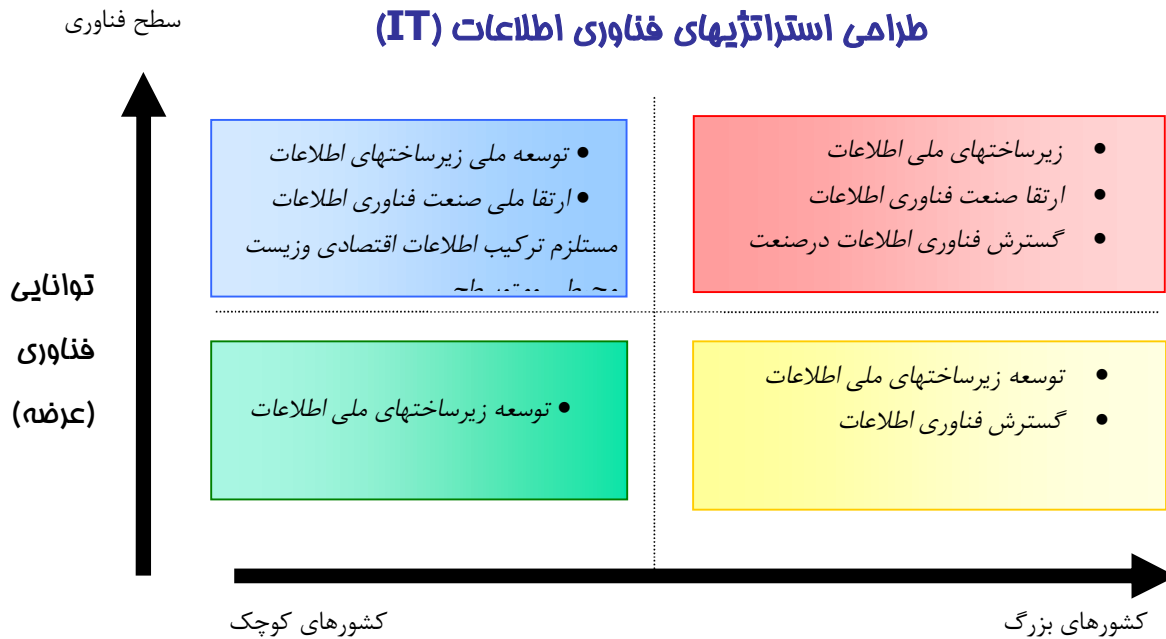 طراحی استراتژیهای فناوری اطلاعات (IT)
سطح فناوری
• زیرساختهای ملی اطلاعات
• ارتقا صنعت فناوری اطلاعات
• گسترش فناوری اطلاعات درصنعت
• توسعه ملی زیرساختهای اطلاعات
• ارتقا ملی صنعت فناوری اطلاعات
مستلزم ترکیب اطلاعات اقتصادی وزیست
توانایی
فناوری
(عرضه)
• توسعه زیرساختهای ملی اطلاعات
• گسترش فناوری اطلاعات
• توسعه زیرساختهای ملی اطلاعات
کشورهای بزرگ
کشورهای کوچک